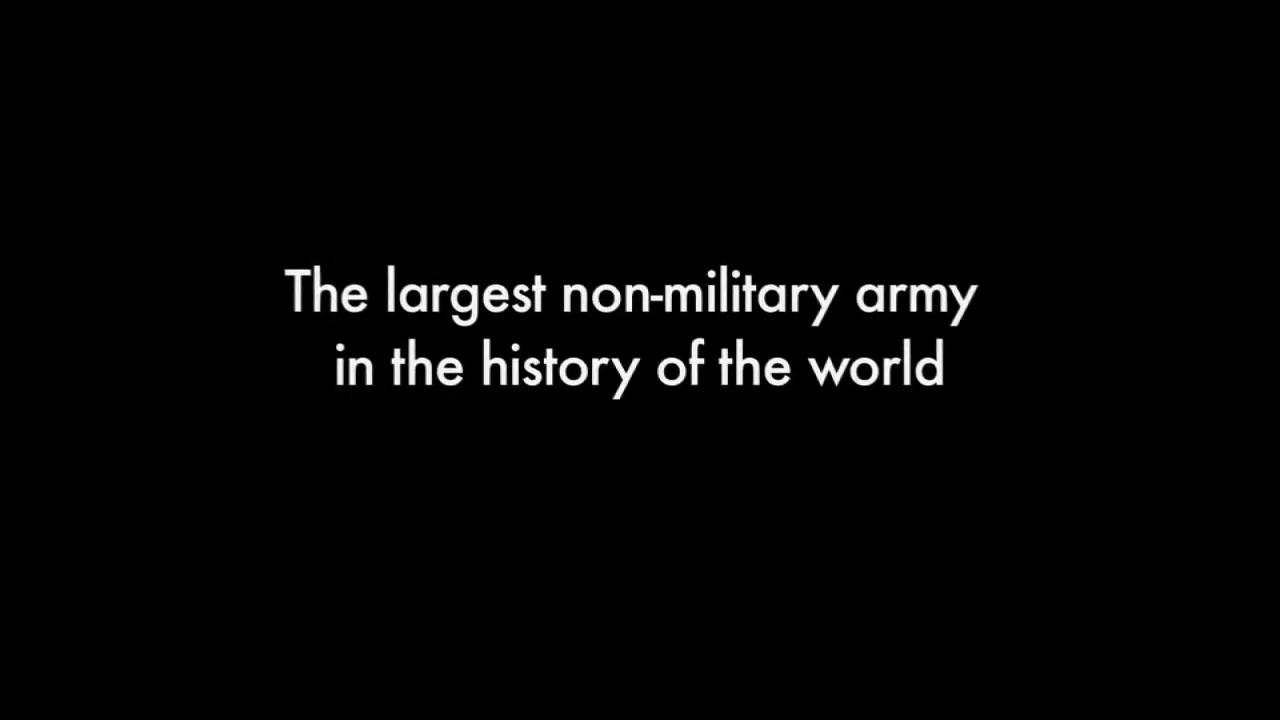 The largest non-military army
in the history of the world